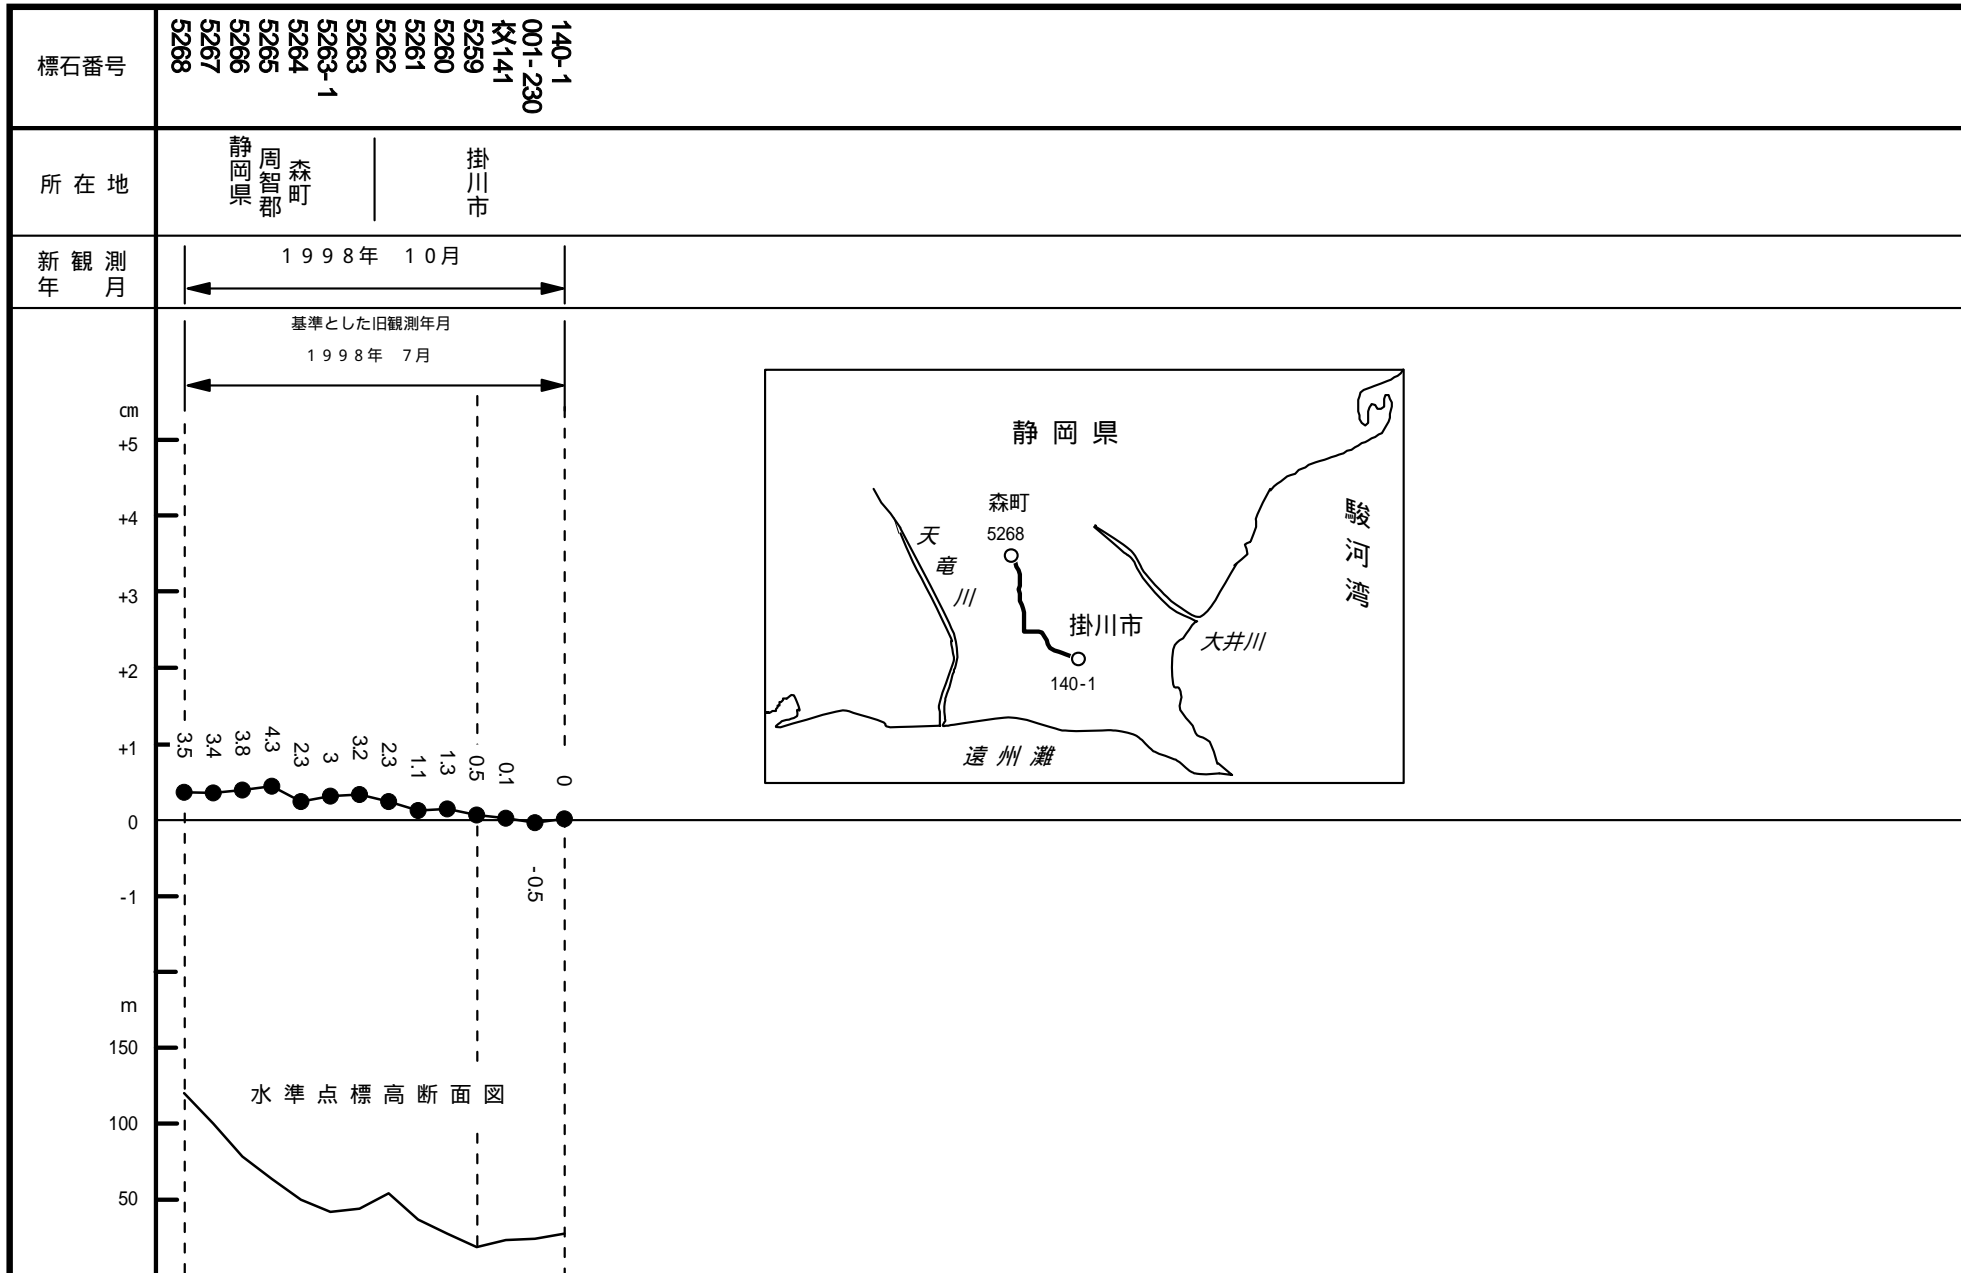 標石番号
5268
5267
5266
5265
5264
5263-1
5263
5262
5261
5260
5259
交141
001-230
140-1
所在地
静岡県
周智郡
森町
掛川市
新観測
年 月
1998年 10月
基準とした旧観測年月
1998年 7月
cm
+5
+4
+3
+2
+1
0
-1
3.5
3.4
3.8
4.3
2.3
3
3.2
2.3
1.1
1.3
0.5
0.1
-0.5
0
静岡県
森町
5268
天竜川
掛川市
140-1
大井川
駿河湾
遠州灘
m
150
100
50
水準点標高断面図